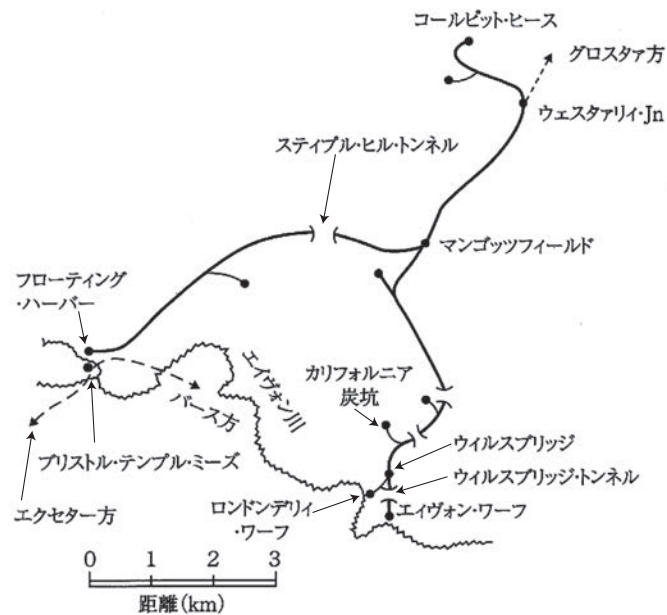 コールピット・ヒース
グロスタァ方
ウェスタァリィ・Jn
スティプル・ヒル・トンネル
マンゴッツフィールド
フローティング
・ハーバー
エイヴォン川
カリフォルニア
炭坑
バース方
ウィルスブリッジ
ブリストル・テンプル・ミーズ
ウィルスブリッジ・トンネル
エクセター方
ロンドンデリィ
・ワーフ
エィヴォン・ワーフ
0 1 2 3
距離(km)